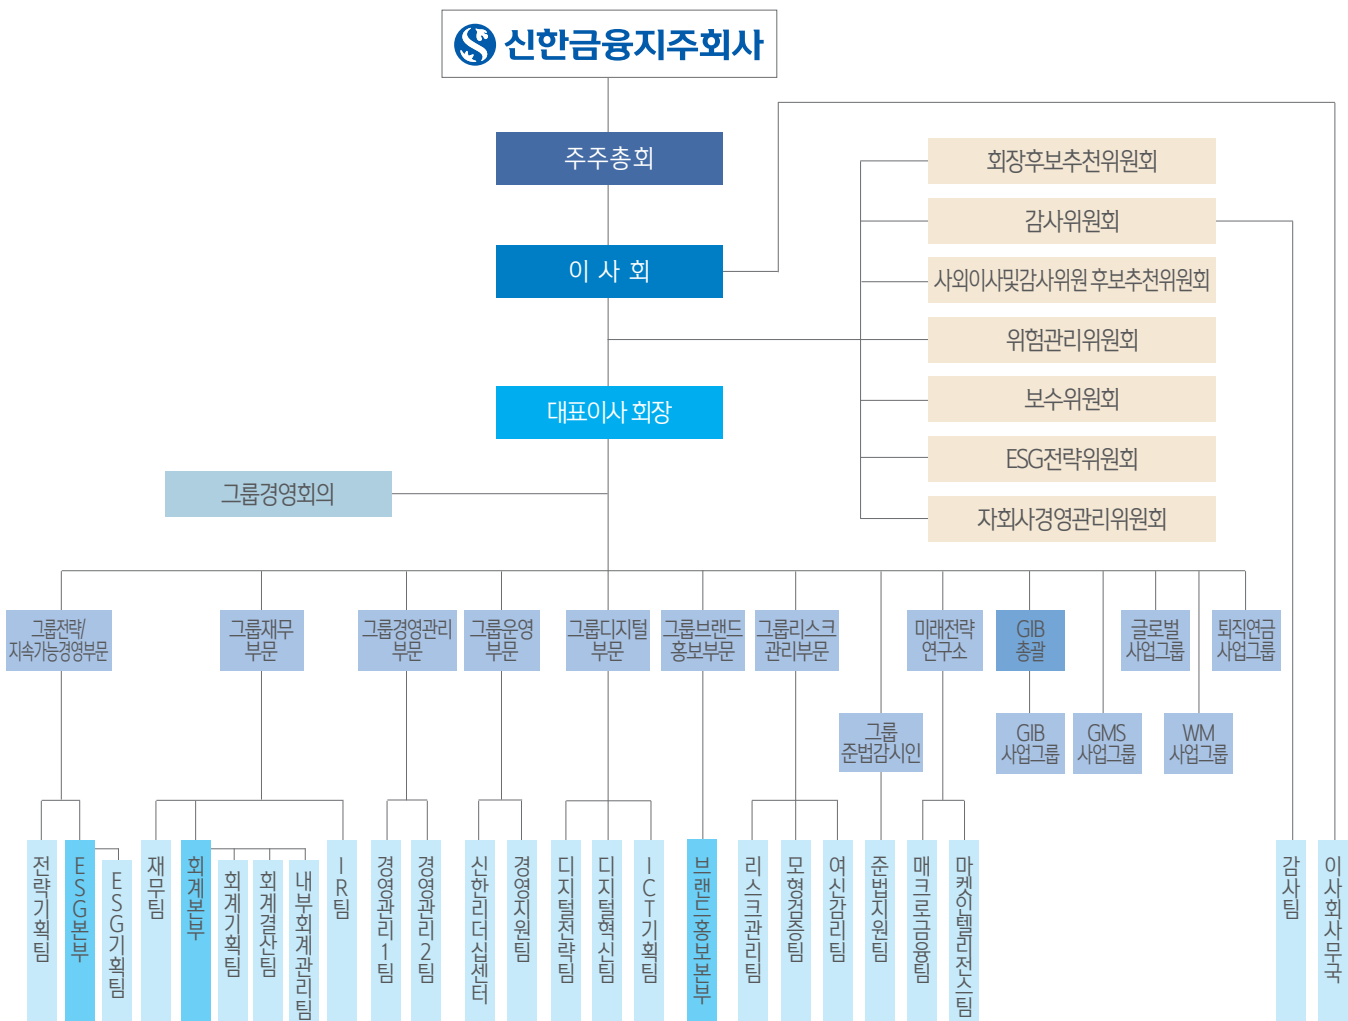 신한금융지주회사
주주총회
이 사 회
대표이사 회장
그룹경영회의
회장후보추천위원회
감사위원회
사외이사및감사위원 후보추천위원회
위험관리위원회
보수위원회
ESG전략위원회
자회사경영관리위원회
그룹전략/
지속가능경영부문
그룹재무
부문
그룹경영관리
부문
그룹운영
부문
그룹디지털
부문
그룹브랜드
홍보부문
그룹리스크
관리부문
그룹
준법감시인
미래전략
연구소
GIB
총괄
GIB
사업그룹
GMS
사업그룹
글로벌
사업그룹
WM
사업그룹
퇴직연금
사업그룹
전략기획팀
ESG본부
ESG기획팀
재무팀
회계본부
회계기획팀
회계결산팀
내부회계관리팀
IR팀
경영관리1팀
경영관리2팀
신한리더십센터
경영지원팀
디지털전략팀
디지털혁신팀
ICT기획팀
브랜드홍보본부
리스크관리팀
모형검증팀
여신감리팀
준법지원팀
매크로금융팀
마켓인텔리전스팀
감사팀
이사회사무국